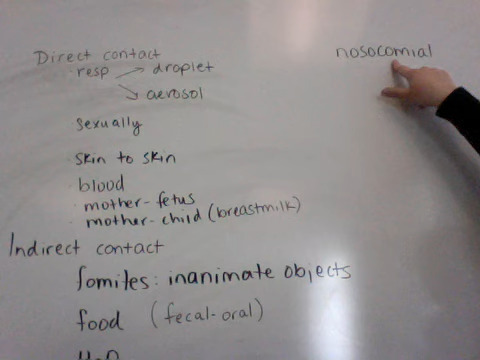 Direct contact
nosocomial
resp → droplet
→ aerosol
sexually
skin to skin
blood
mother-fetus
mother-child (breastmilk)
Indirect contact
fomites: inanimate objects
food (fecal-oral)